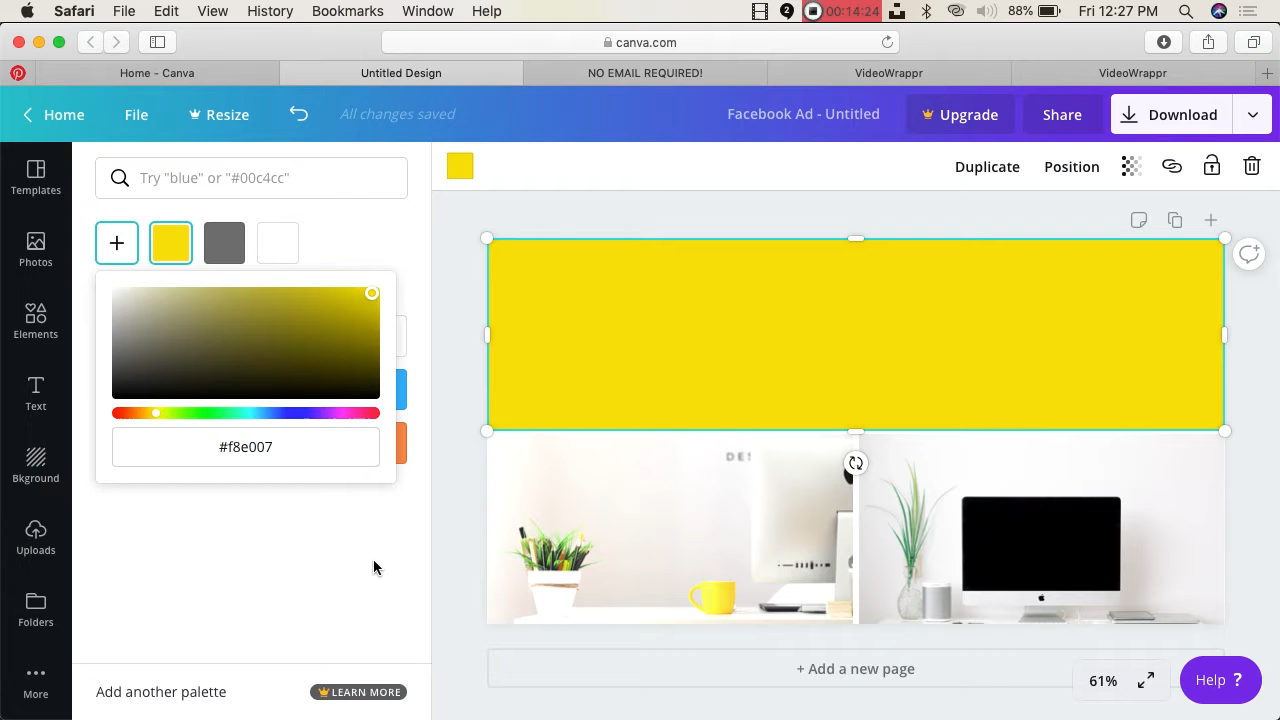 Safari File Edit View History Bookmarks Window Help 2 00:14:24 88% Fri 12:27 PM
canva.com
Home - Canva Untitled Design NO EMAIL REQUIRED! VideoWrappr VideoWrappr
Home File Resize All changes saved Facebook Ad - Untitled Upgrade Share Download
Try "blue" or "#00c4cc" Duplicate Position
Templates
Photos
Elements
Text
#f8e007
DE
Bkground
Uploads
Folders
+ Add a new page
61% Help ?
More
Add another palette LEARN MORE